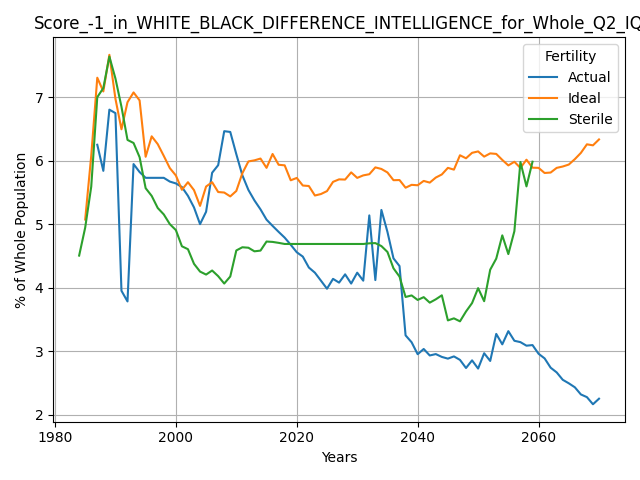 Score_-1_in_WHITE_BLACK_DIFFERENCE_INTELLIGENCE_for_Whole_Q2_IQ
Fertility
Actual
Ideal
Sterile
% of Whole Population
7
6
5
4
3
2
1980 2000 2020 2040 2060
Years